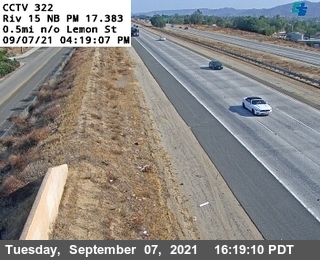 CCTV 322
Riv 15 NB PM 17.383
0.5mi n/o Lemon St
09/07/21 04:19:07 PM
Tuesday, September 07, 2021 16:19:10 PDT